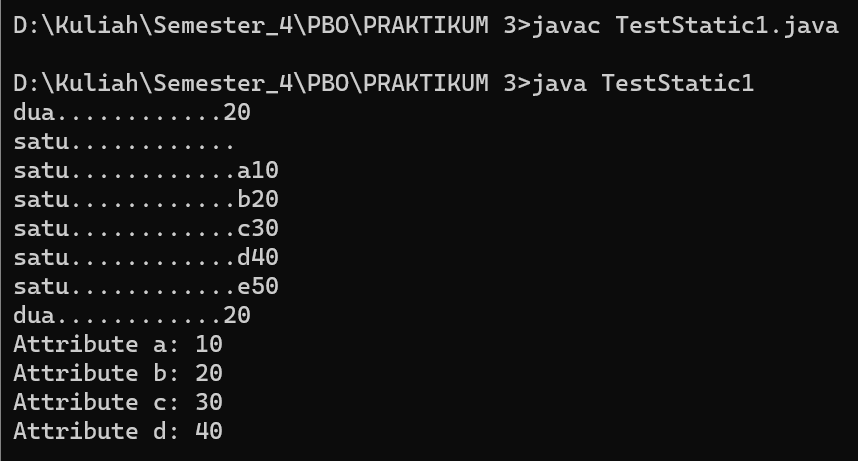 D:\Kuliah\Semester_4\PBO\PRAKTIKUM 3>javac TestStatic1.java
D:\Kuliah\Semester_4\PBO\PRAKTIKUM 3>java TestStatic1
dua............20
satu............
satu............a10
satu............b20
satu............c30
satu............d40
satu............e50
dua............20
Attribute a: 10
Attribute b: 20
Attribute c: 30
Attribute d: 40